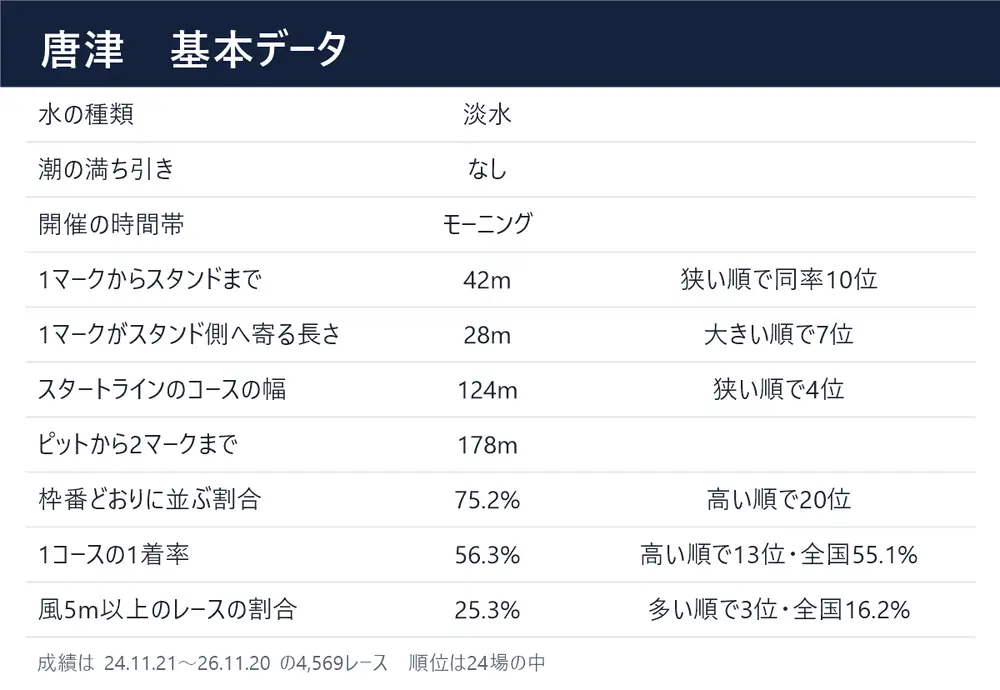 唐津　基本データ
水の種類　淡水
潮の満ち引き　なし
開催の時間帯　モーニング
1マークからスタンドまで　42m　狭い順で同率10位
1マークがスタンド側へ寄る長さ　28m　大きい順で7位
スタートラインのコースの幅　124m　狭い順で4位
ピットから2マークまで　178m
枠番どおりに並ぶ割合　75.2%　高い順で20位
1コースの1着率　56.3%　高い順で13位・全国55.1%
風5m以上のレースの割合　25.3%　多い順で3位・全国16.2%
成績は 24.11.21～26.11.20 の4,569レース　順位は24場の中